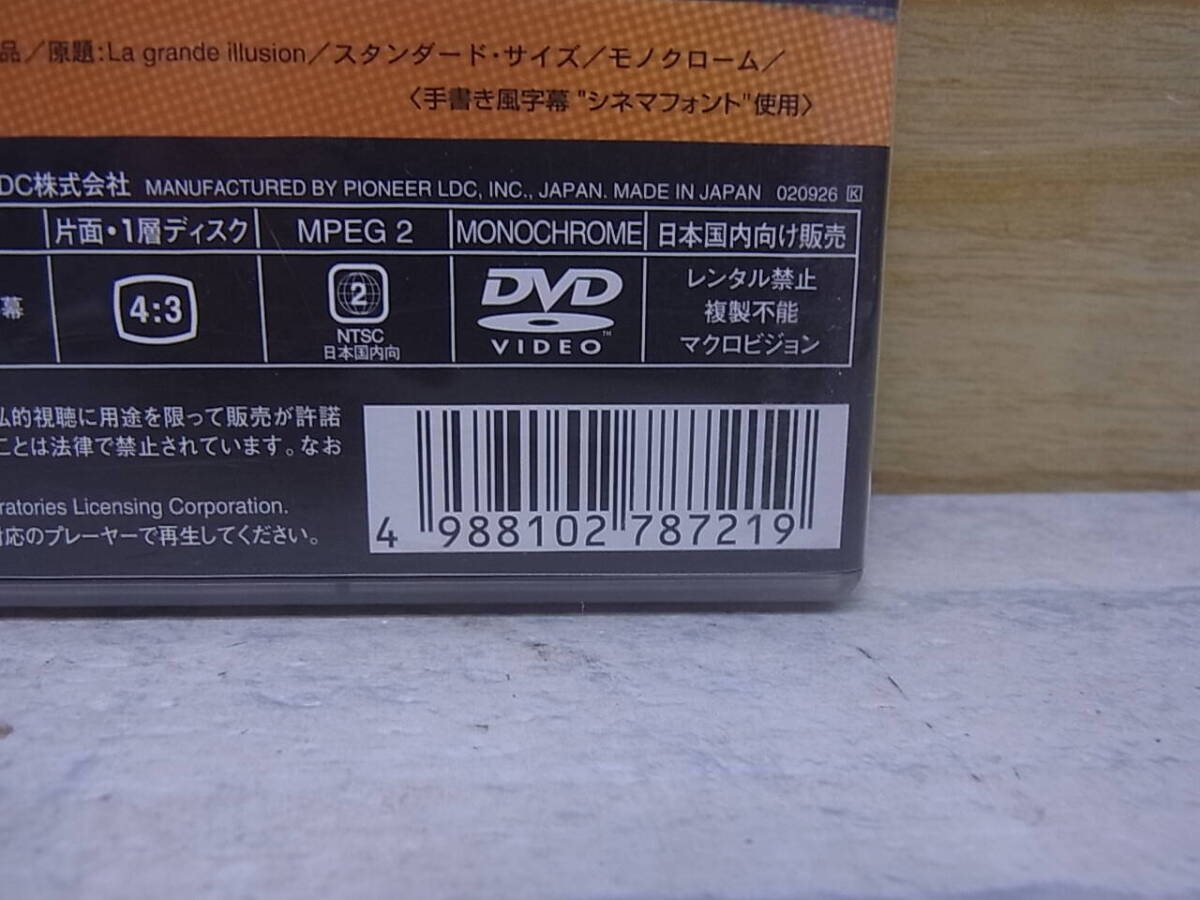 品／原題:La grande illusion／スタンダード・サイズ／モノクローム／
〈手書き風字幕 "シネマフォント"使用〉
DC株式会社 MANUFACTURED BY PIONEER LDC, INC., JAPAN. MADE IN JAPAN 020926 K
片面・1層ディスク MPEG 2 MONOCHROME 日本国内向け販売
幕
4:3
2
NTSC
日本国内向
DVD
VIDEO
TM
レンタル禁止
複製不能
マクロビジョン
私的視聴に用途を限って販売が許諾
ことは法律で禁止されています。なお
ratories Licensing Corporation.
対応のプレーヤーで再生してください。
4 988102 787219